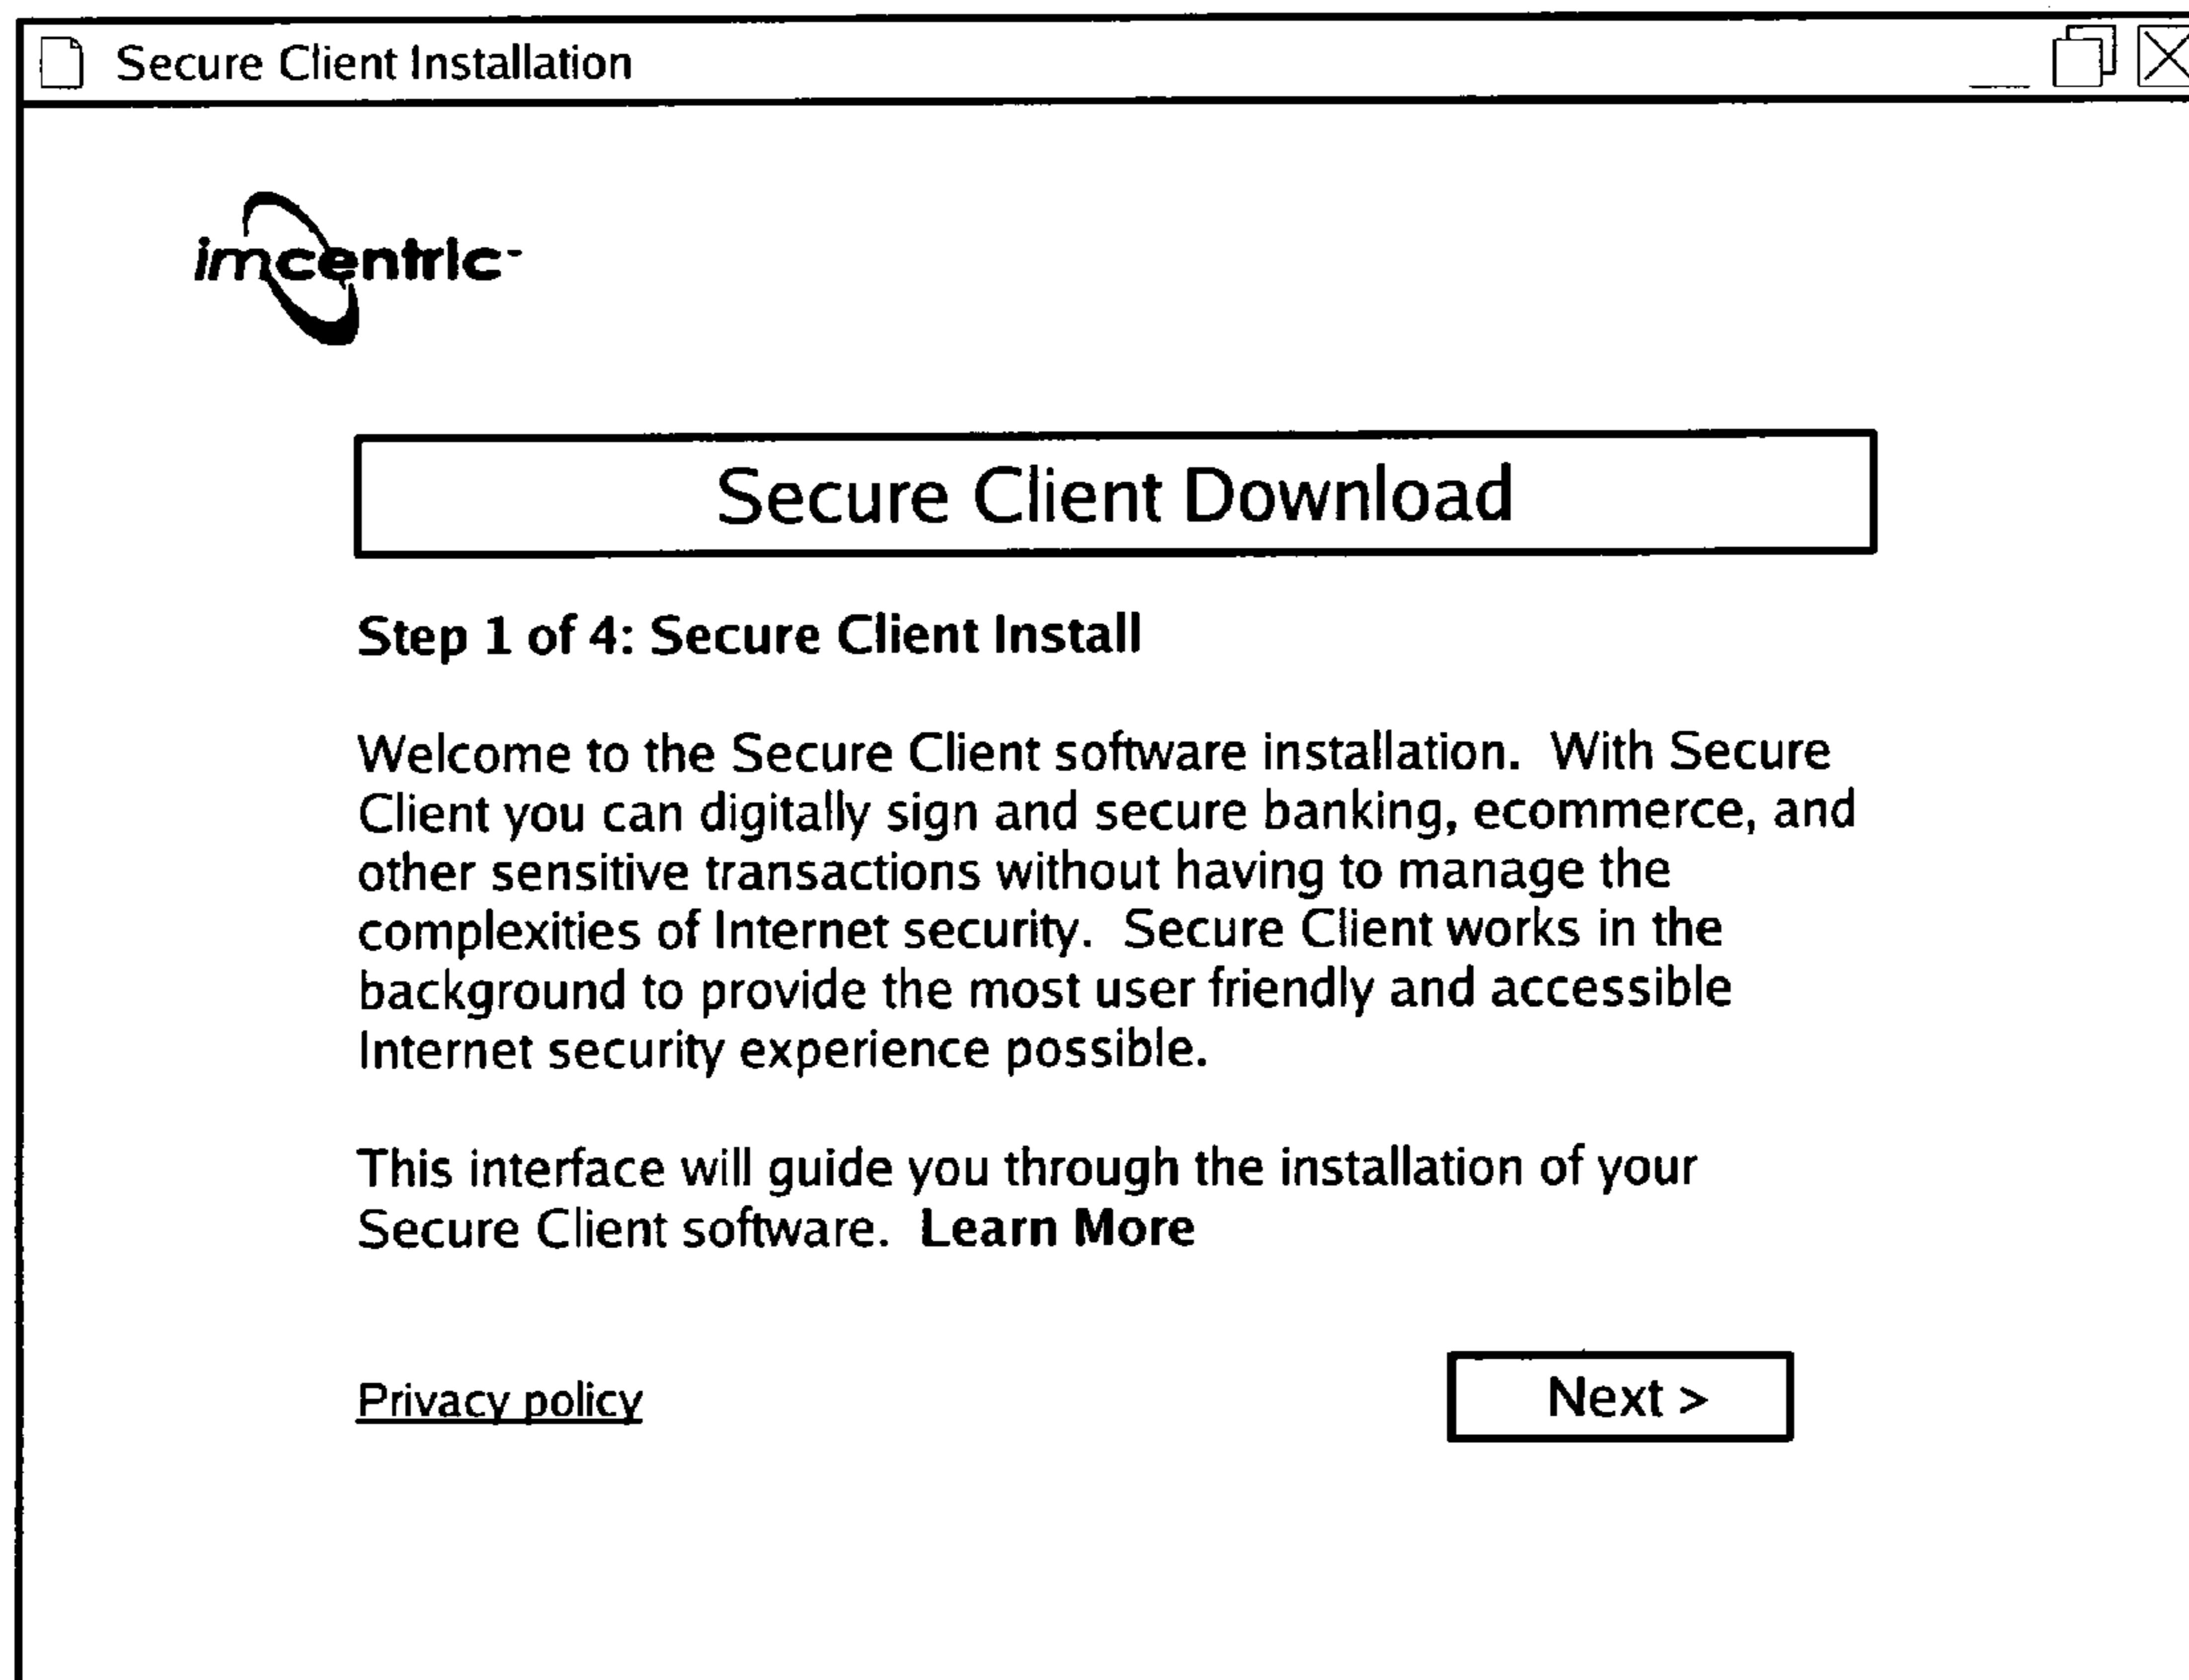 Secure Client Installation
imcentric
Secure Client Download
Step 1 of 4: Secure Client Install
Welcome to the Secure Client software installation.  With Secure
Client you can digitally sign and secure banking, ecommerce, and
other sensitive transactions without having to manage the
complexities of Internet security.  Secure Client works in the
background to provide the most user friendly and accessible
Internet security experience possible.
This interface will guide you through the installation of your
Secure Client software.  Learn More
Privacy policy
Next >